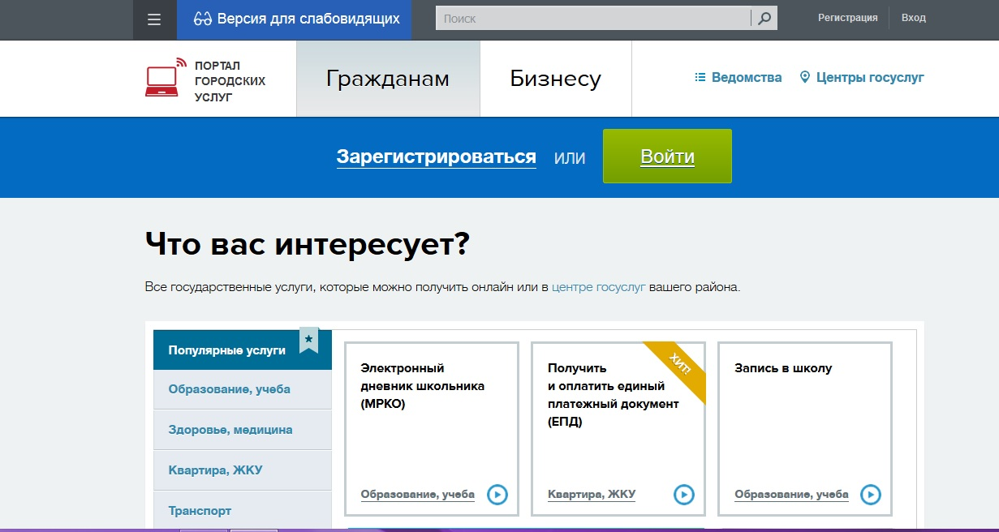 Версия для слабовидящих
Поиск
Регистрация
Вход
ПОРТАЛ
ГОРОДСКИХ
УСЛУГ
Гражданам
Бизнесу
Ведомства
Центры госуслуг
Зарегистрироваться или Войти
Что вас интересует?
Все государственные услуги, которые можно получить онлайн или в центре госуслуг вашего района.
Популярные услуги
Образование, учеба
Здоровье, медицина
Квартира, ЖКУ
Транспорт
Электронный
дневник школьника
(МРКО)
Образование, учеба
Получить
и оплатить единый
платежный документ
(ЕПД)
ХИТ!
Квартира, ЖКУ
Запись в школу
Образование, учеба